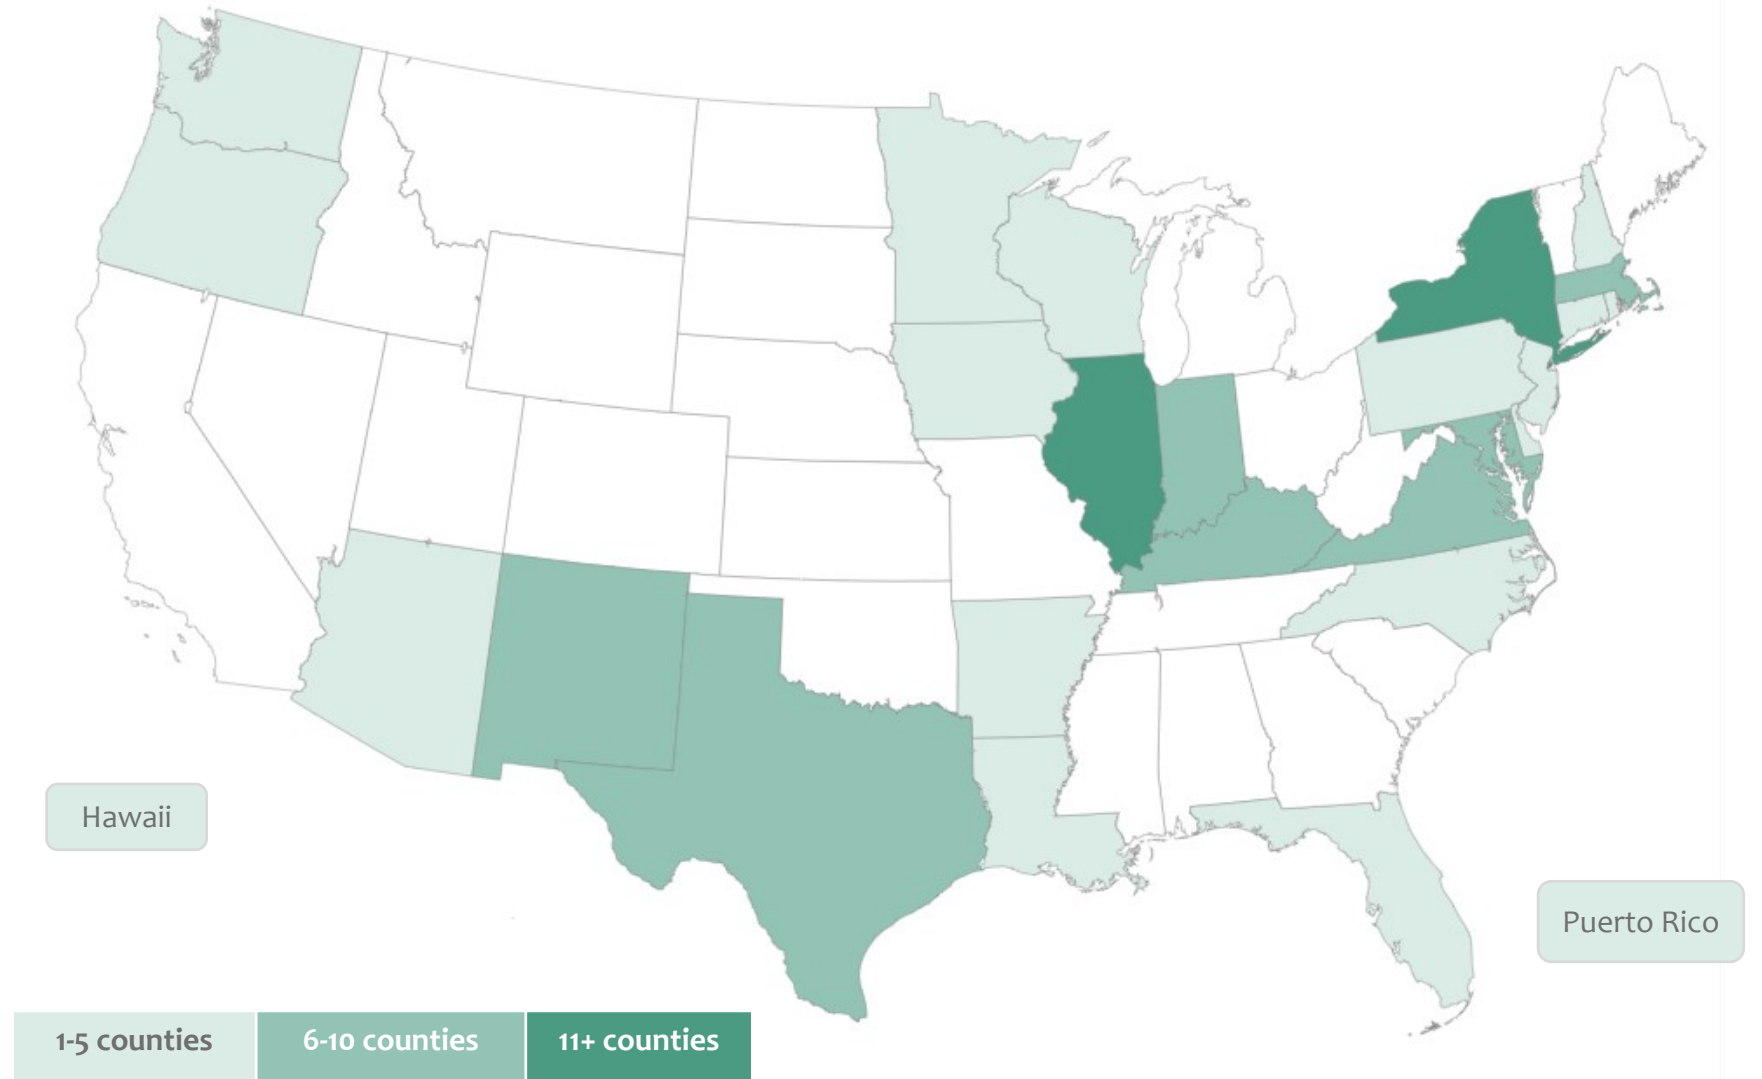 Hawaii
Puerto Rico
1-5 counties
6-10 counties
11+ counties